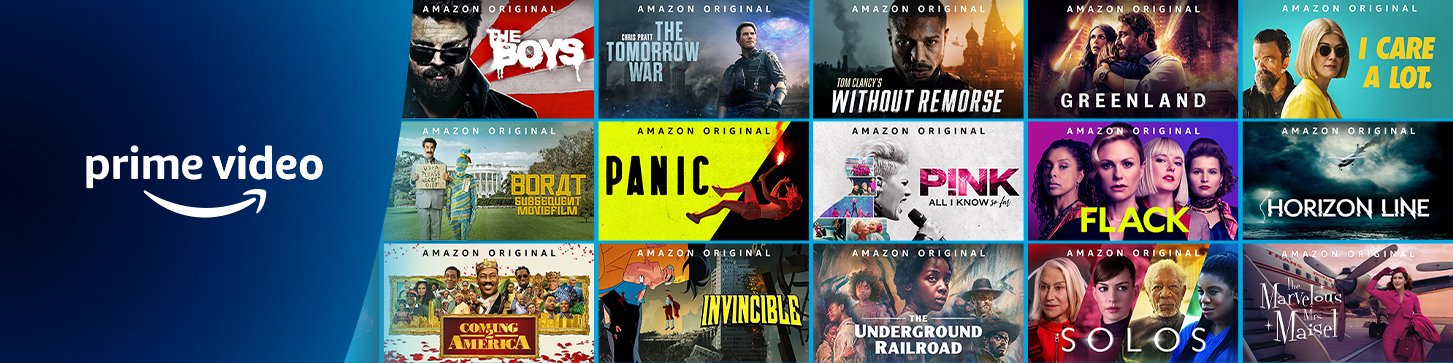 prime video
AMAZON ORIGINAL
THE
BOYS
AMAZON ORIGINAL
CHRIS PRATT
THE
TOMORROW
WAR
AMAZON ORIGINAL
TOM CLANCY'S
WITHOUT REMORSE
AMAZON ORIGINAL
GREENLAND
AMAZON ORIGINAL
I CARE
A LOT.
AMAZON ORIGINAL
BORAT
SUBSEQUENT
MOVIEFILM
AMAZON ORIGINAL
PANIC
AMAZON ORIGINAL
P!NK
ALL I KNOW so far
AMAZON ORIGINAL
FLACK
AMAZON ORIGINAL
HORIZON LINE
AMAZON ORIGINAL
COMING
2
AMERICA
AMAZON ORIGINAL
INVINCIBLE
AMAZON ORIGINAL
THE
UNDERGROUND
RAILROAD
AMAZON ORIGINAL
SOLOS
AMAZON ORIGINAL
The
Marvelous
Mrs.
Maisel